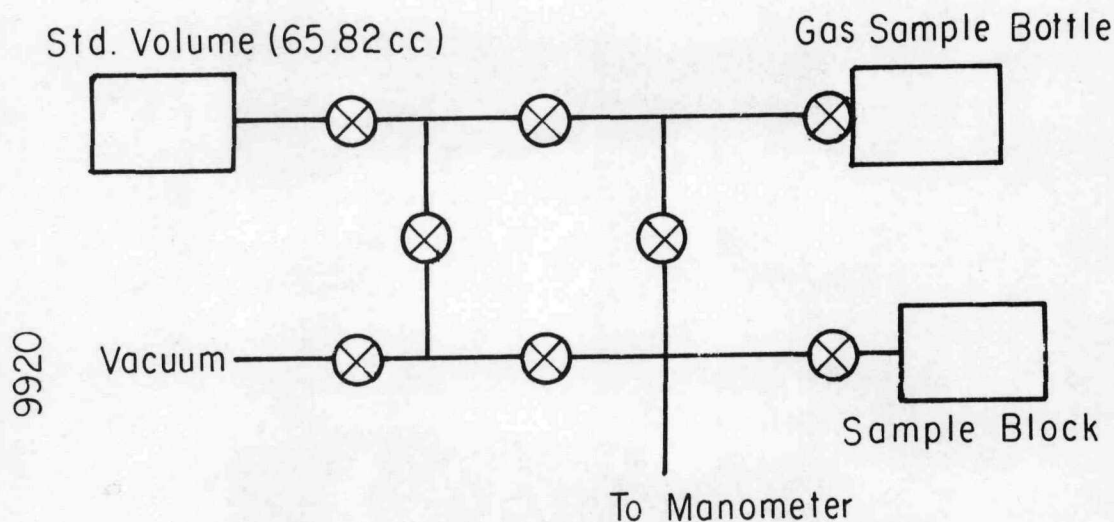 Std. Volume (65.82cc)
Gas Sample Bottle
9920
Vacuum
Sample Block
To Manometer